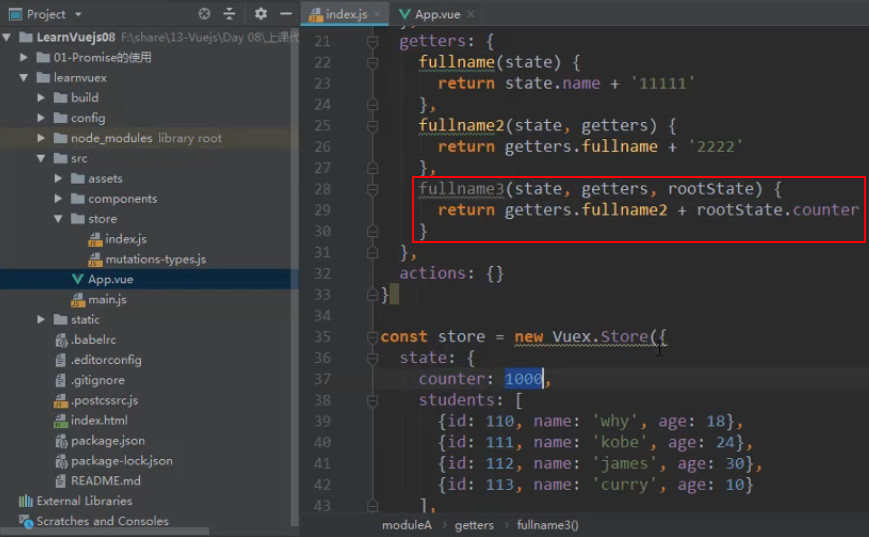 Project
LearnVuejs08 F:\share\13-Vuejs\Day 08\上课代
01-Promise的使用
learnvuex
build
config
node_modules library root
src
assets
components
store
index.js
mutations-types.js
App.vue
main.js
static
.babelrc
.editorconfig
.gitignore
.postcssrc.js
index.html
package.json
package-lock.json
README.md
External Libraries
Scratches and Consoles
index.js
App.vue
21 getters: {
22 fullname(state) {
23 return state.name + '11111'
24 },
25 fullname2(state, getters) {
26 return getters.fullname + '2222'
27 },
28 fullname3(state, getters, rootState) {
29 return getters.fullname2 + rootState.counter
30 }
31 },
32 actions: {}
33 }
34
35 const store = new Vuex.Store({
36 state: {
37 counter: 1000,
38 students: [
39 {id: 110, name: 'why', age: 18},
40 {id: 111, name: 'kobe', age: 24},
41 {id: 112, name: 'james', age: 30},
42 {id: 113, name: 'curry', age: 10}
43 ],
moduleA › getters › fullname3()